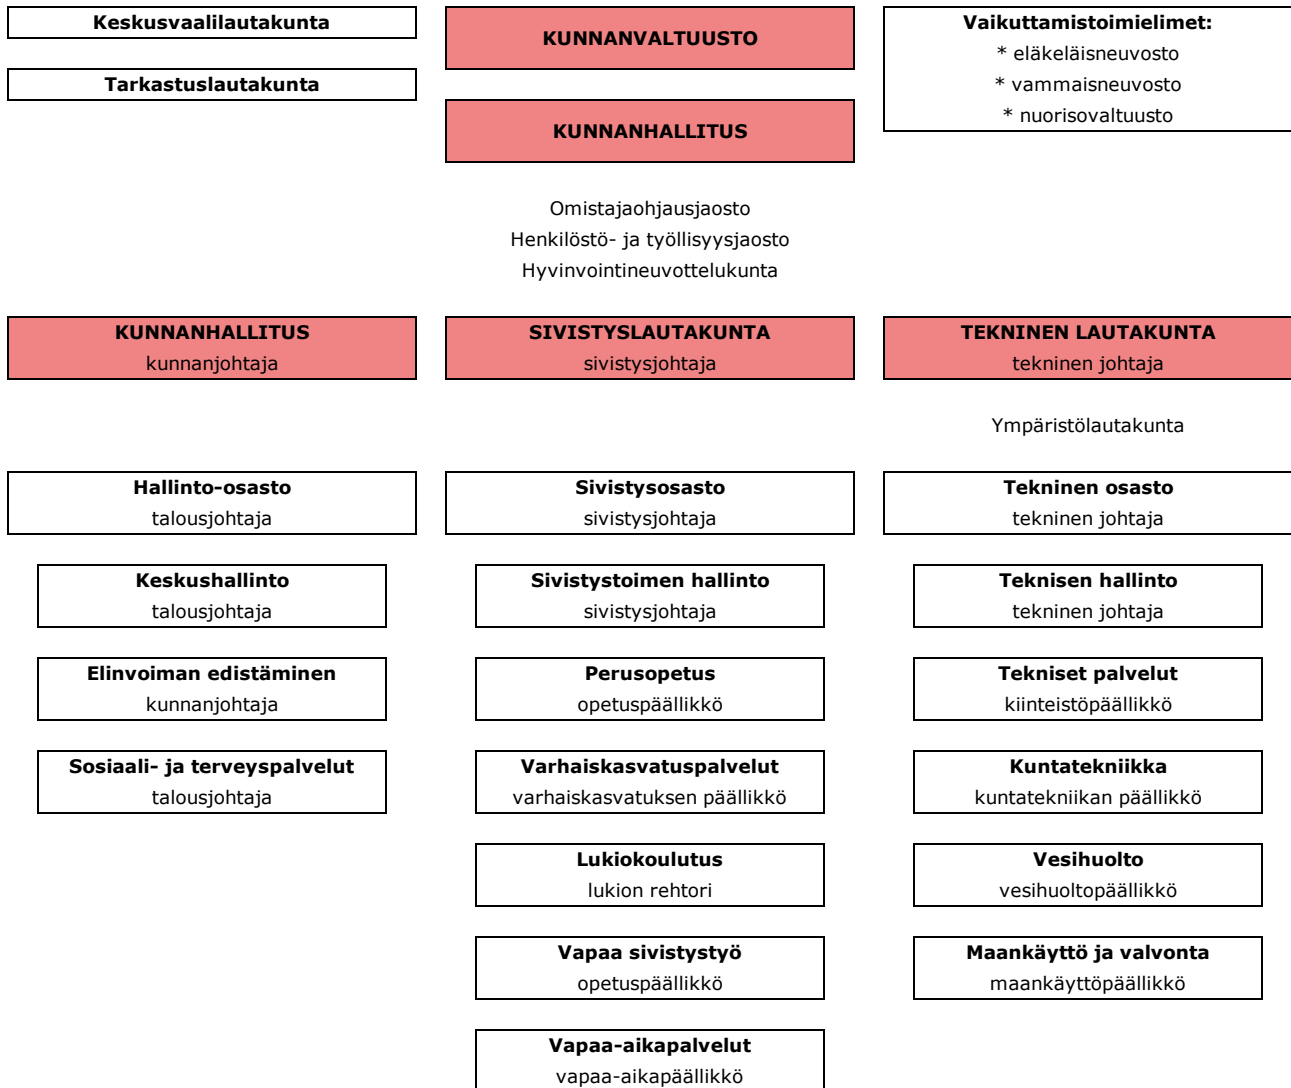 Keskusvaalilautakunta
Tarkastuslautakunta
KUNNANVALTUUSTO
KUNNANHALLITUS
Vaikuttamistoimielimet:
* eläkeläisneuvosto
* vammaisneuvosto
* nuorisovaltuusto
Omistajaohjausjaosto
Henkilöstö- ja työllisyysjaosto
Hyvinvointineuvottelukunta
KUNNANHALLITUS
kunnanjohtaja
SIVISTYSLAUTAKUNTA
sivistysjohtaja
TEKNINEN LAUTAKUNTA
tekninen johtaja
Ympäristölautakunta
Hallinto-osasto
talousjohtaja
Keskushallinto
talousjohtaja
Elinvoiman edistäminen
kunnanjohtaja
Sosiaali- ja terveyspalvelut
talousjohtaja
Sivistysosasto
sivistysjohtaja
Sivistystoimen hallinto
sivistysjohtaja
Perusopetus
opetuspäällikkö
Varhaiskasvatuspalvelut
varhaiskasvatuksen päällikkö
Lukiokoulutus
lukion rehtori
Vapaa sivistystyö
opetuspäällikkö
Vapaa-aikapalvelut
vapaa-aikapäällikkö
Tekninen osasto
tekninen johtaja
Teknisen hallinto
tekninen johtaja
Tekniset palvelut
kiinteistöpäällikkö
Kuntatekniikka
kuntatekniikan päällikkö
Vesihuolto
vesihuoltopäällikkö
Maankäyttö ja valvonta
maankäyttöpäällikkö